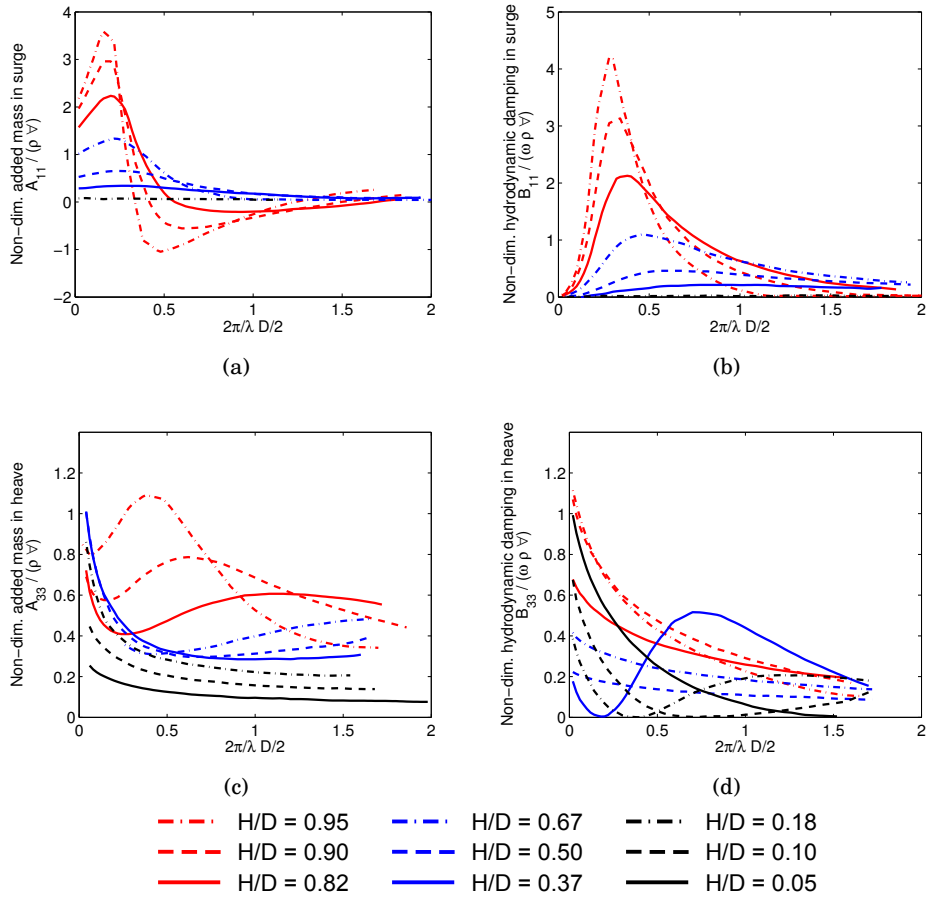 Non-dim. added mass in surge
A₁₁ / (ρ ∀)
4
3
2
1
0
−1
−2
0 0.5 1 1.5 2
2π/λ D/2
(a)
Non-dim. hydrodynamic damping in surge
B₁₁ / (ω ρ ∀)
5
4
3
2
1
0
0 0.5 1 1.5 2
2π/λ D/2
(b)
Non-dim. added mass in heave
A₃₃ / (ρ ∀)
1.2
1
0.8
0.6
0.4
0.2
0
0 0.5 1 1.5 2
2π/λ D/2
(c)
Non-dim. hydrodynamic damping in heave
B₃₃ / (ω ρ ∀)
1.2
1
0.8
0.6
0.4
0.2
0
0 0.5 1 1.5 2
2π/λ D/2
(d)
H/D = 0.95 H/D = 0.67 H/D = 0.18
H/D = 0.90 H/D = 0.50 H/D = 0.10
H/D = 0.82 H/D = 0.37 H/D = 0.05